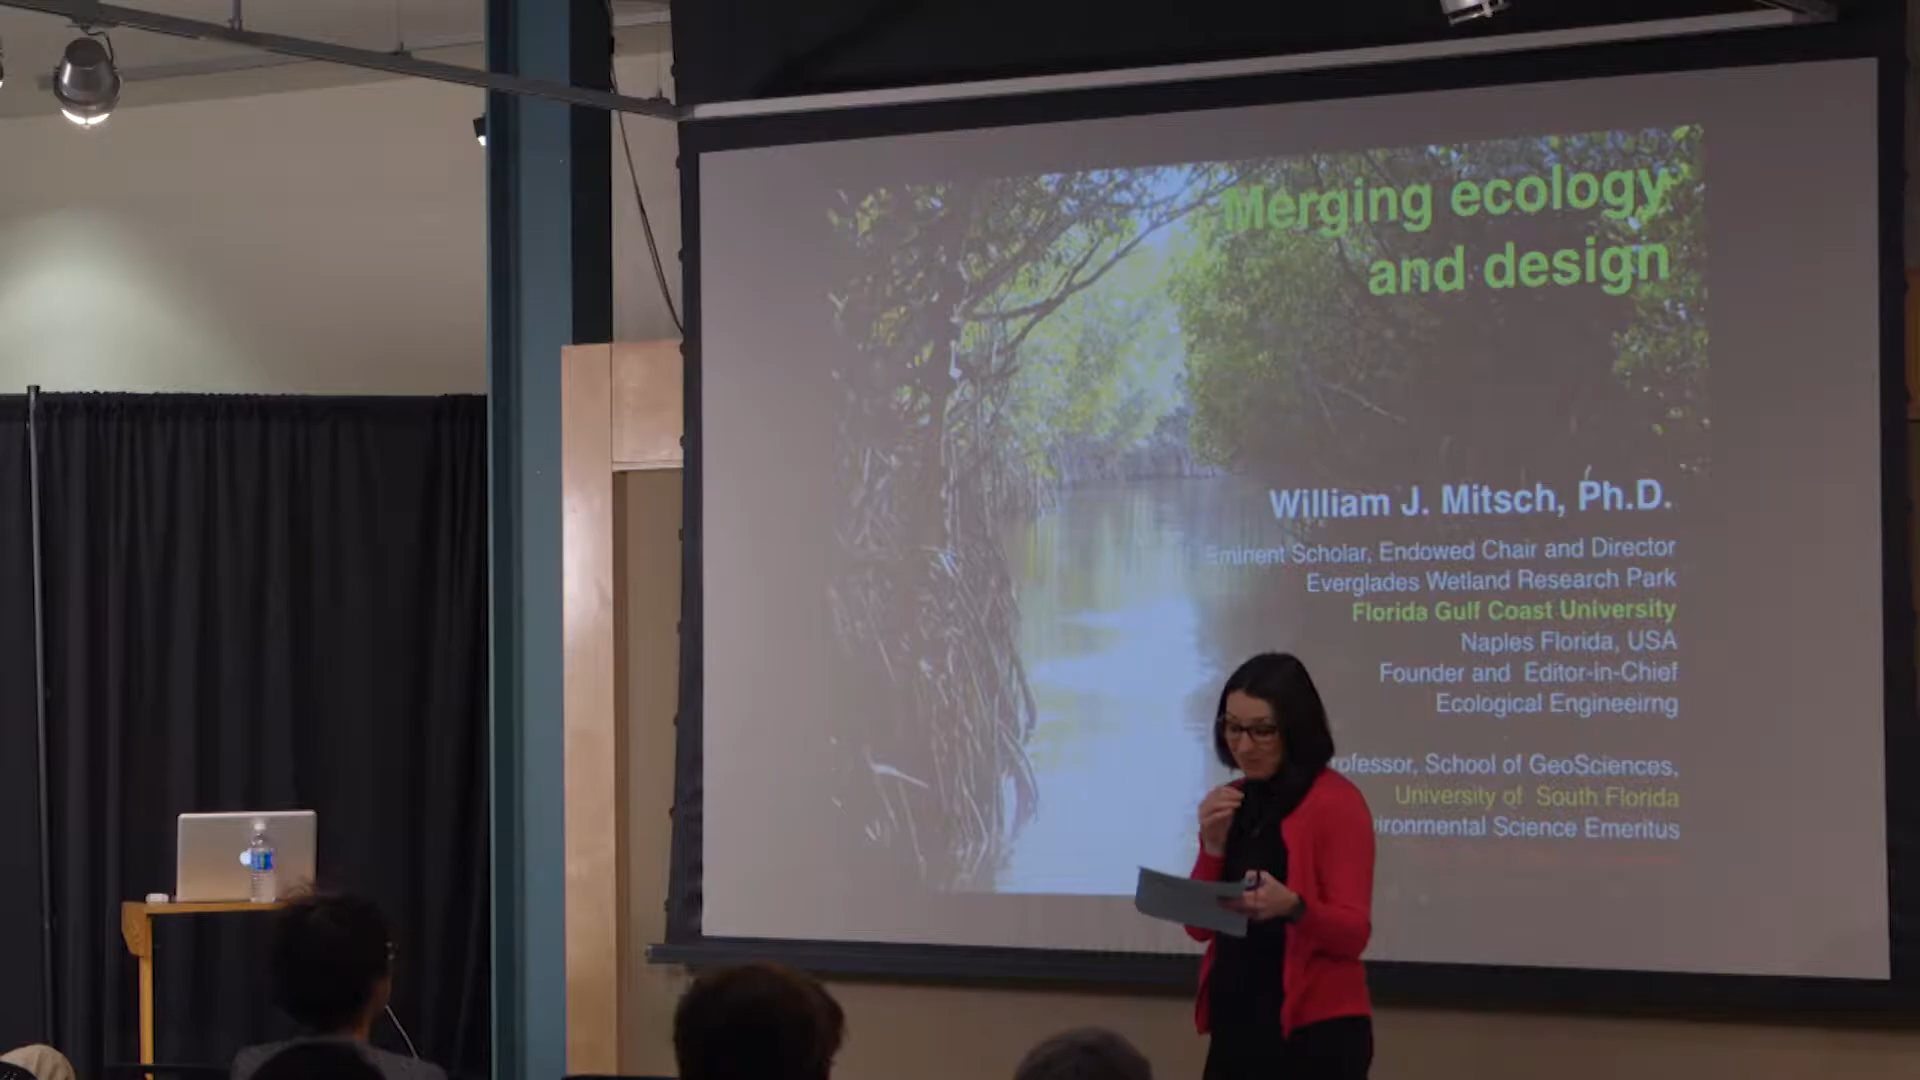 Merging ecology
and design
William J. Mitsch, Ph.D.
Eminent Scholar, Endowed Chair and Director
Everglades Wetland Research Park
Florida Gulf Coast University
Naples Florida, USA
Founder and Editor-in-Chief
Ecological Engineeirng
rofessor, School of GeoSciences,
University of South Florida
ironmental Science Emeritus